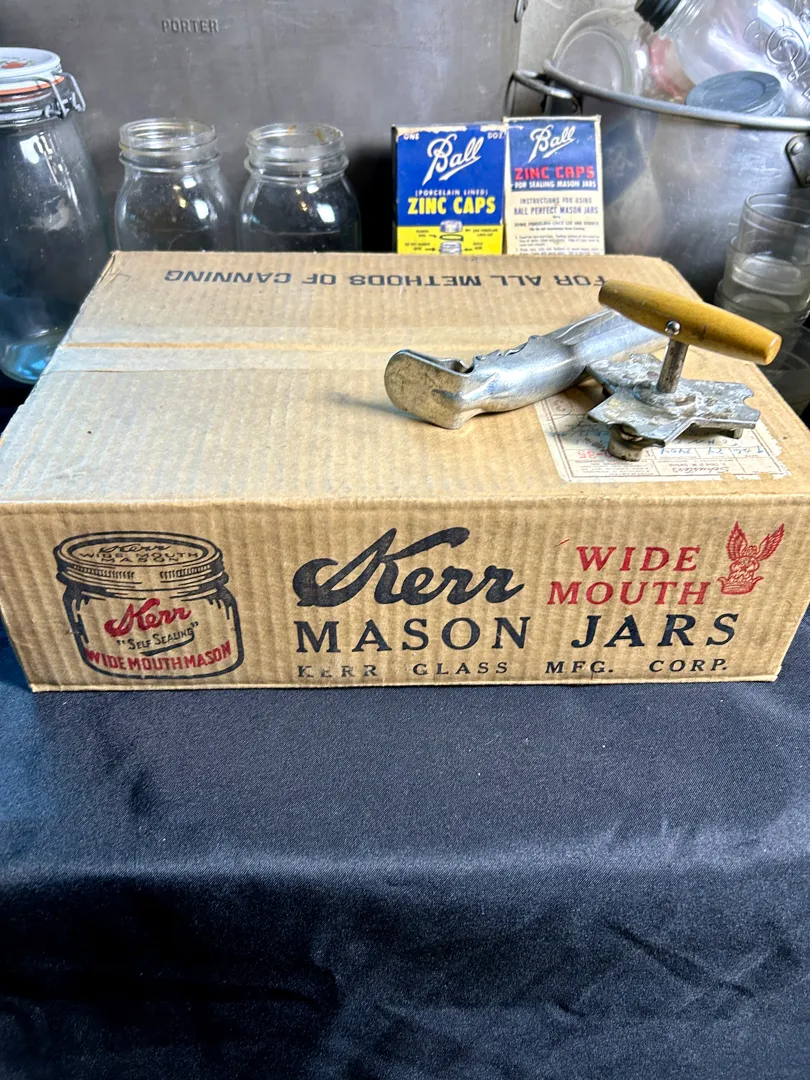 PORTER
ONE DOZ.
Ball
(PORCELAIN LINED)
ZINC CAPS
Ball
ZINC CAPS
FOR SEALING MASON JARS
INSTRUCTIONS FOR USING
BALL PERFECT MASON JARS
FOR ALL METHODS OF CANNING
Kerr
WIDE MOUTH
MASON
Kerr
"SELF SEALING"
WIDE MOUTH MASON
Kerr WIDE MOUTH
MASON JARS
KERR GLASS MFG. CORP.